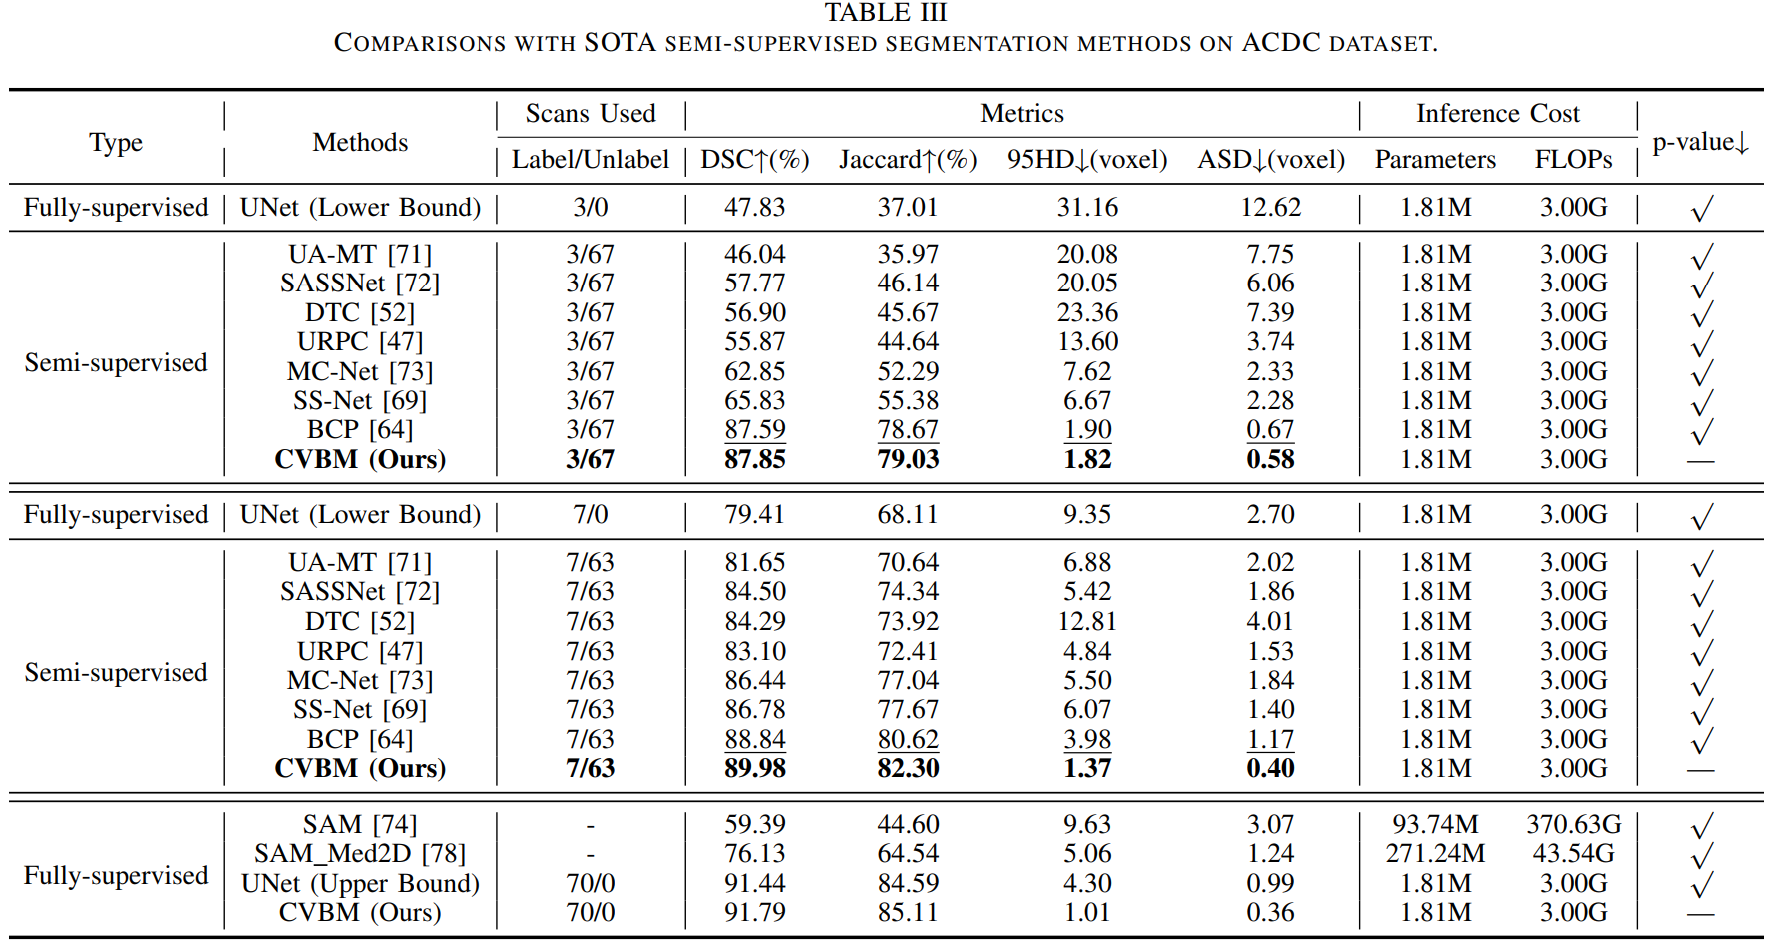 TABLE III
COMPARISONS WITH SOTA SEMI-SUPERVISED SEGMENTATION METHODS ON ACDC DATASET.
Type Methods Scans Used Metrics Inference Cost p-value↓
Label/Unlabel DSC↑(%) Jaccard↑(%) 95HD↓(voxel) ASD↓(voxel) Parameters FLOPs
Fully-supervised UNet (Lower Bound) 3/0 47.83 37.01 31.16 12.62 1.81M 3.00G √
Semi-supervised UA-MT [71] 3/67 46.04 35.97 20.08 7.75 1.81M 3.00G √
SASSNet [72] 3/67 57.77 46.14 20.05 6.06 1.81M 3.00G √
DTC [52] 3/67 56.90 45.67 23.36 7.39 1.81M 3.00G √
URPC [47] 3/67 55.87 44.64 13.60 3.74 1.81M 3.00G √
MC-Net [73] 3/67 62.85 52.29 7.62 2.33 1.81M 3.00G √
SS-Net [69] 3/67 65.83 55.38 6.67 2.28 1.81M 3.00G √
BCP [64] 3/67 87.59 78.67 1.90 0.67 1.81M 3.00G √
CVBM (Ours) 3/67 87.85 79.03 1.82 0.58 1.81M 3.00G —
Fully-supervised UNet (Lower Bound) 7/0 79.41 68.11 9.35 2.70 1.81M 3.00G √
Semi-supervised UA-MT [71] 7/63 81.65 70.64 6.88 2.02 1.81M 3.00G √
SASSNet [72] 7/63 84.50 74.34 5.42 1.86 1.81M 3.00G √
DTC [52] 7/63 84.29 73.92 12.81 4.01 1.81M 3.00G √
URPC [47] 7/63 83.10 72.41 4.84 1.53 1.81M 3.00G √
MC-Net [73] 7/63 86.44 77.04 5.50 1.84 1.81M 3.00G √
SS-Net [69] 7/63 86.78 77.67 6.07 1.40 1.81M 3.00G √
BCP [64] 7/63 88.84 80.62 3.98 1.17 1.81M 3.00G √
CVBM (Ours) 7/63 89.98 82.30 1.37 0.40 1.81M 3.00G —
Fully-supervised SAM [74] - 59.39 44.60 9.63 3.07 93.74M 370.63G √
SAM_Med2D [78] - 76.13 64.54 5.06 1.24 271.24M 43.54G √
UNet (Upper Bound) 70/0 91.44 84.59 4.30 0.99 1.81M 3.00G √
CVBM (Ours) 70/0 91.79 85.11 1.01 0.36 1.81M 3.00G —